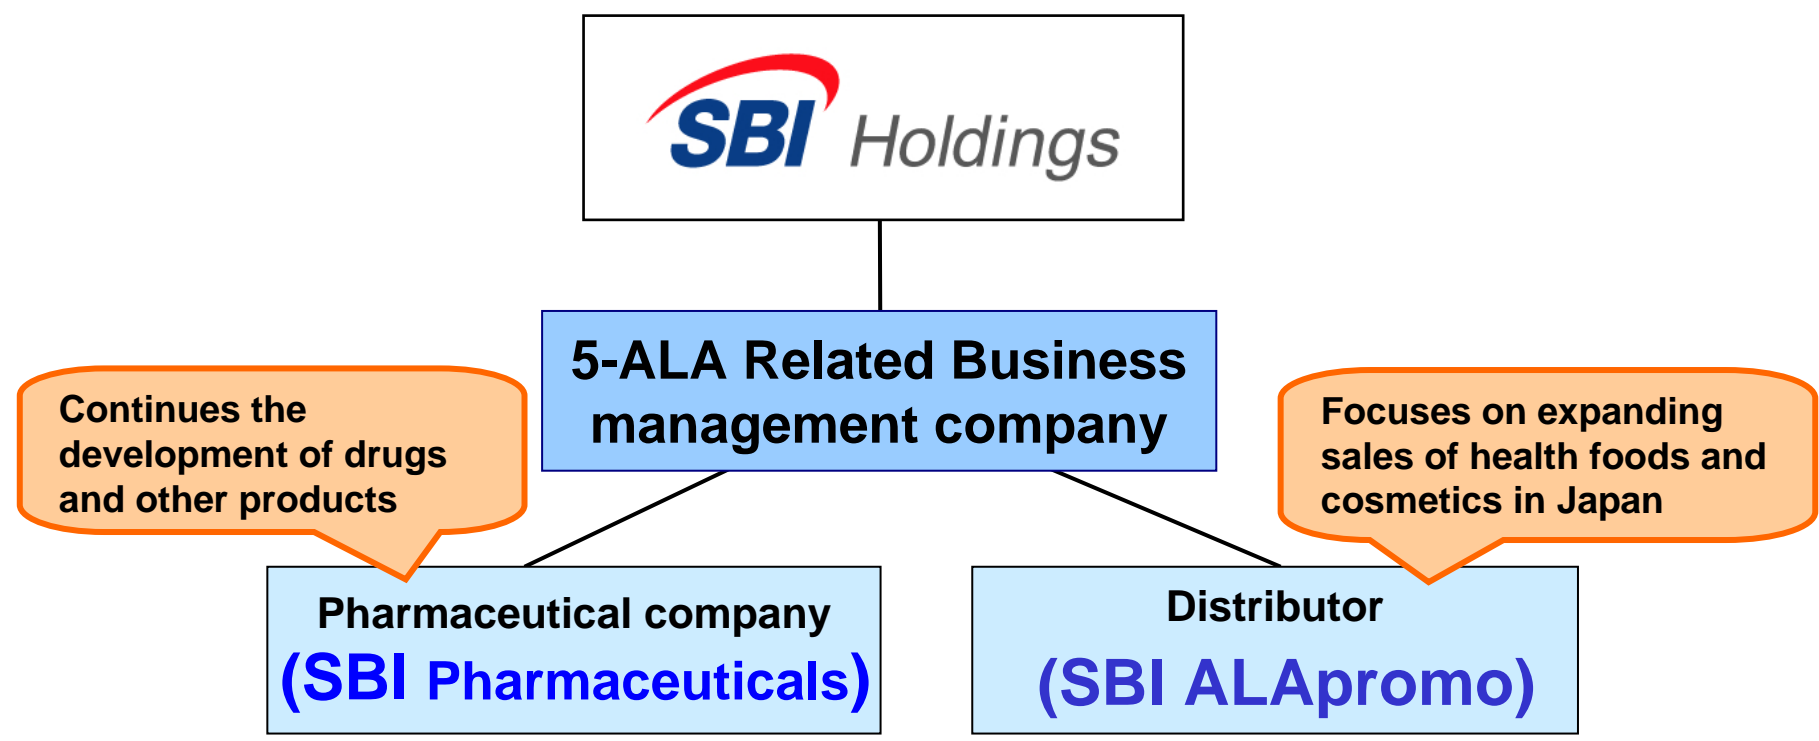 SBI Holdings
5-ALA Related Business
management company
Continues the
development of drugs
and other products
Focuses on expanding
sales of health foods and
cosmetics in Japan
Pharmaceutical company
(SBI Pharmaceuticals)
Distributor
(SBI ALApromo)